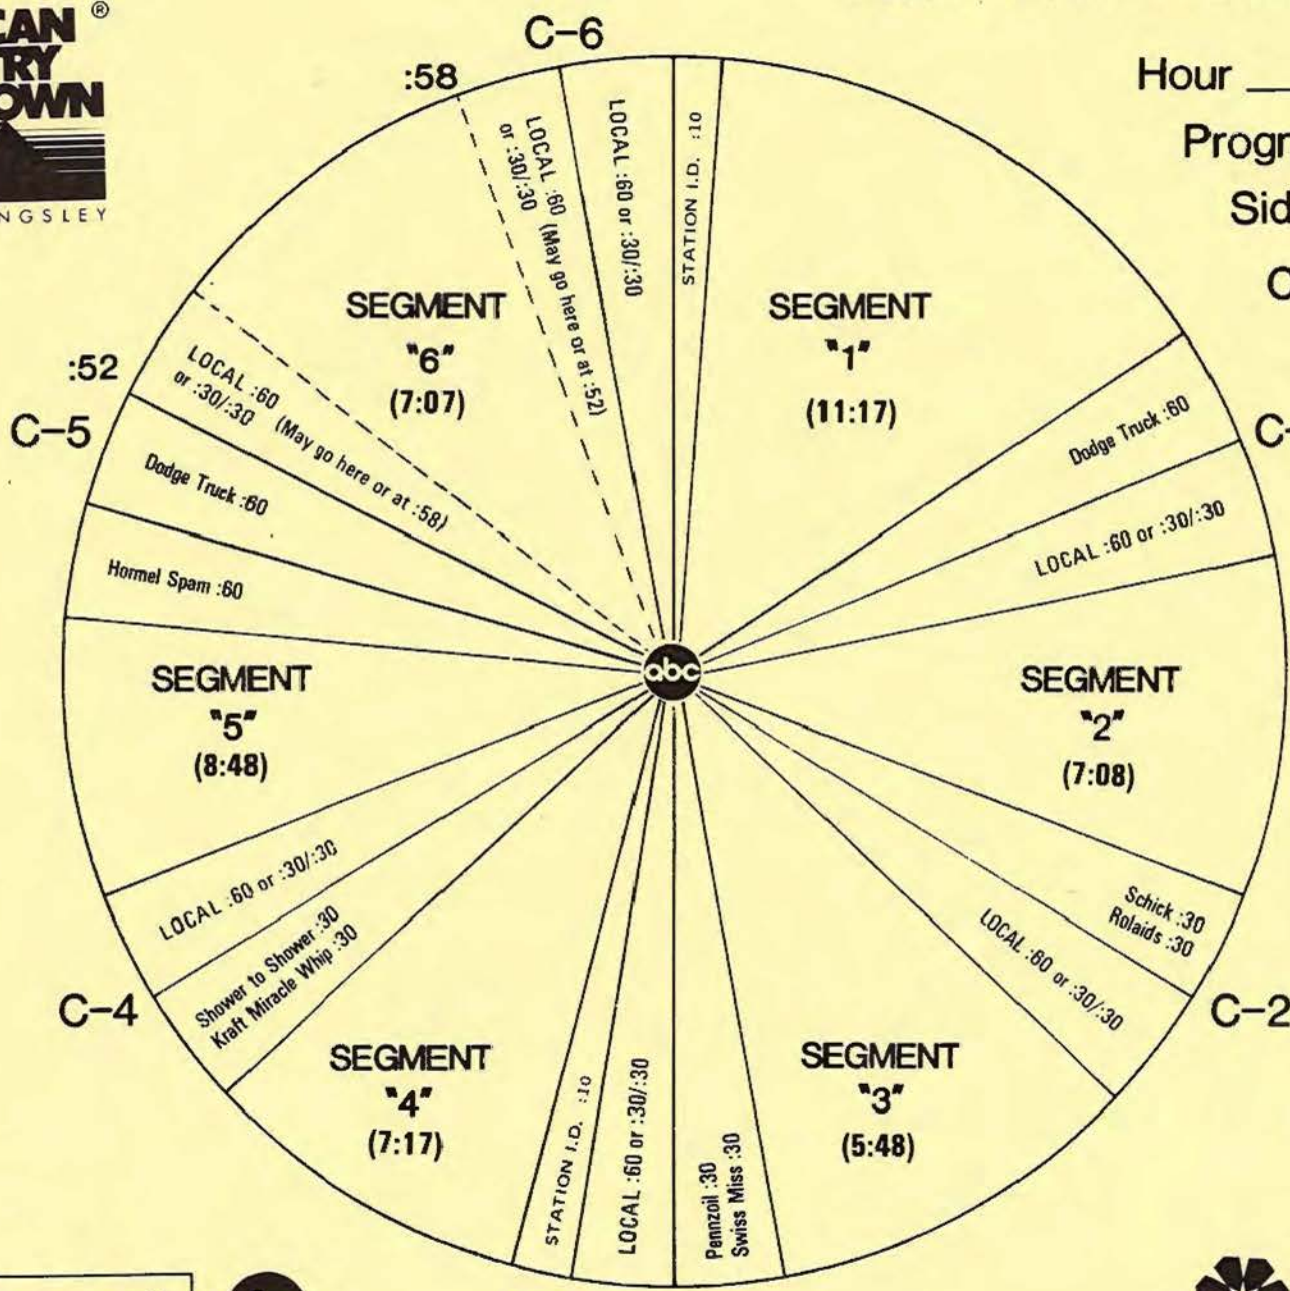 ®
C-6
:58
Hour
LOCAL :60 or :30/:30
STATION I.D. :10
LOCAL :60 (May go here or at :52)
or :30/:30
NGSLEY
SEGMENT
"6"
(7:07)
SEGMENT
"1"
(11:17)
:52
C-5
LOCAL :60 (May go here or at :58)
or :30/:30
Dodge Truck :60
Hormel Spam :60
Dodge Truck :60
LOCAL :60 or :30/:30
abc
SEGMENT
"5"
(8:48)
SEGMENT
"2"
(7:08)
LOCAL :60 or :30/:30
Shower to Shower :30
Kraft Miracle Whip :30
C-4
Schick :30
Rolaids :30
LOCAL :60 or :30/:30
C-2
SEGMENT
"4"
(7:17)
STATION I.D. :10
LOCAL :60 or :30/:30
Pennzoil :30
Swiss Miss :30
SEGMENT
"3"
(5:48)